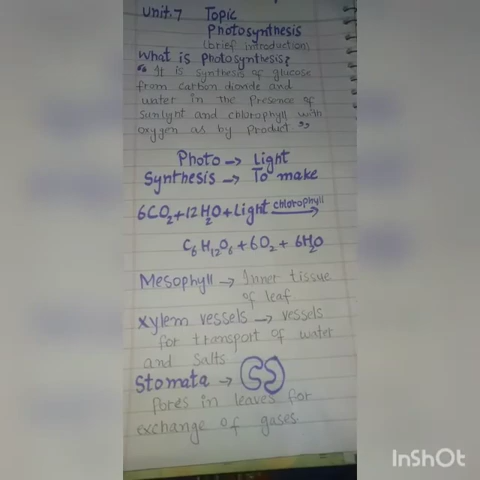 Unit.7 Topic
Photosynthesis
(brief introduction)
What is Photosynthesis?
“ It is synthesis of glucose
from carbon dioxide and
water in the presence of
sunlight and chlorophyll with
oxygen as by Product ”
Photo → Light
Synthesis → To make
6CO₂+12H₂O+Light chlorophyll→
C₆H₁₂O₆+6O₂+6H₂O
Mesophyll → Inner tissue
of leaf
Xylem vessels → vessels
for transport of water
and salts
Stomata →
Pores in leaves for
exchange of gases
InShOt